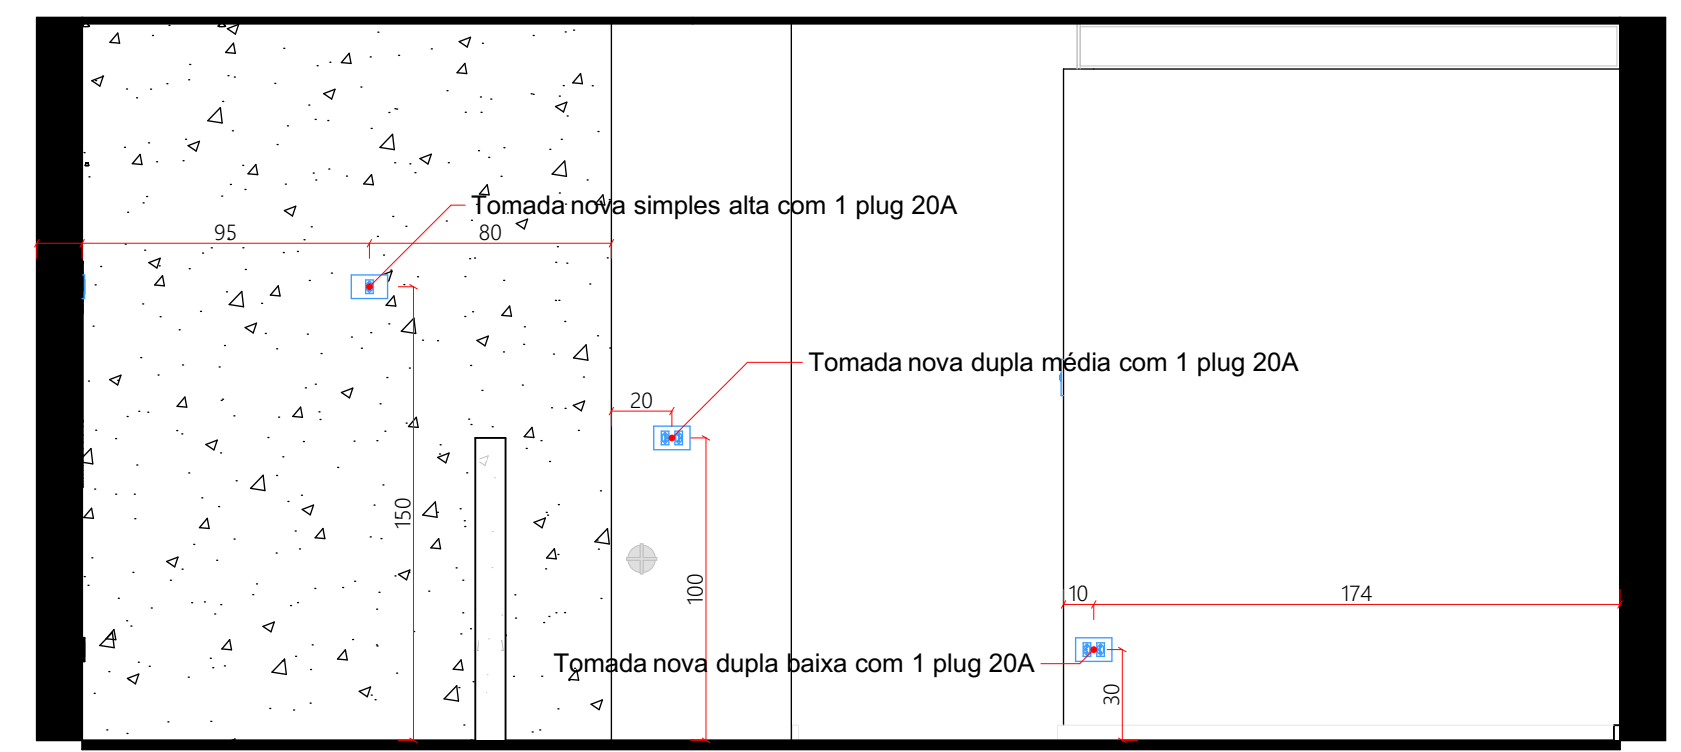 Tomada nova simples alta com 1 plug 20A
95
80
Tomada nova dupla média com 1 plug 20A
20
150
100
10
174
Tomada nova dupla baixa com 1 plug 20A
30